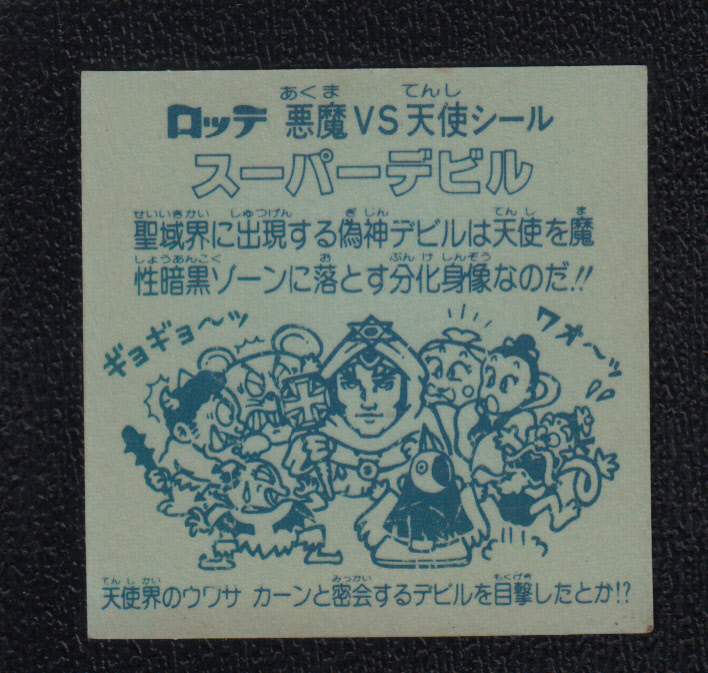 あくま てんし
ロッテ 悪魔VS天使シール
スーパーデビル
せいいきかい しゅつげん ぎじん てんし ま
聖域界に出現する偽神デビルは天使を魔
しょうあんこく お ぶんけしんぞう
性暗黒ゾーンに落とす分化身像なのだ!!
ギョギョ〜ッ
ワォ〜ッ
てんしかい みっかい もくげき
天使界のウワサ カーンと密会するデビルを目撃したとか!?